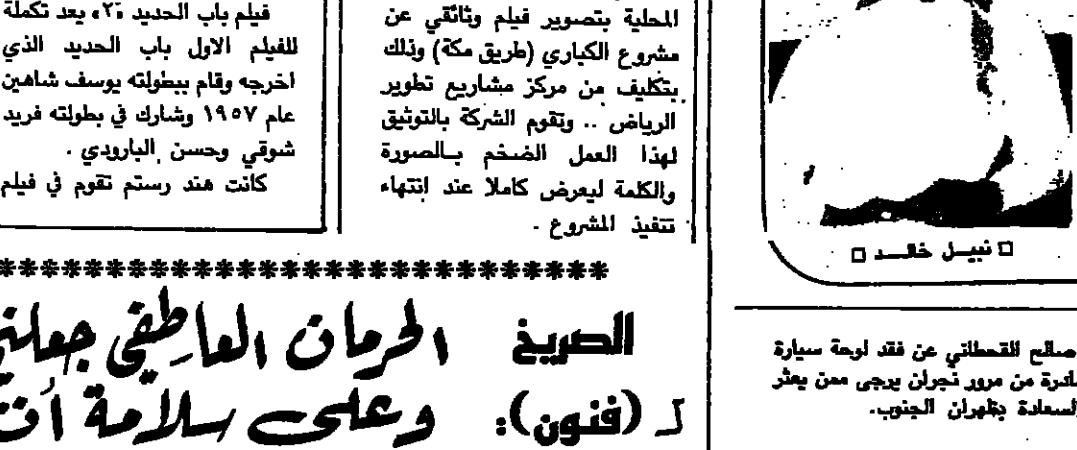 المحلية بتصوير فيلم وثائقي عن
مشروع الكباري (طريق مكة) وذلك
بتكليف من مركز مشاريع تطوير
الرياض .. وتقوم الشركة بالتوثيق
لهذا العمل الضخم بالصورة
والكلمة ليعرض كاملا عند إنتهاء
تنفيذ المشروع .
فيلم باب الحديد «٢» يعد تكملة
للفيلم الاول باب الحديد الذي
اخرجه وقام ببطولته يوسف شاهين
عام ١٩٥٧ وشارك في بطولته فريد
شوقي وحسن البارودي .
كانت هند رستم تقوم في فيلم
نبيل خالد
صالح القحطاني عن فقد لوحة سيارة
من مرور نجران يرجى ممن يعثر
بظهران الجنوب.
الصريخ
لـ (فنون):
الحرمان العاطفي
وعلى سلامة